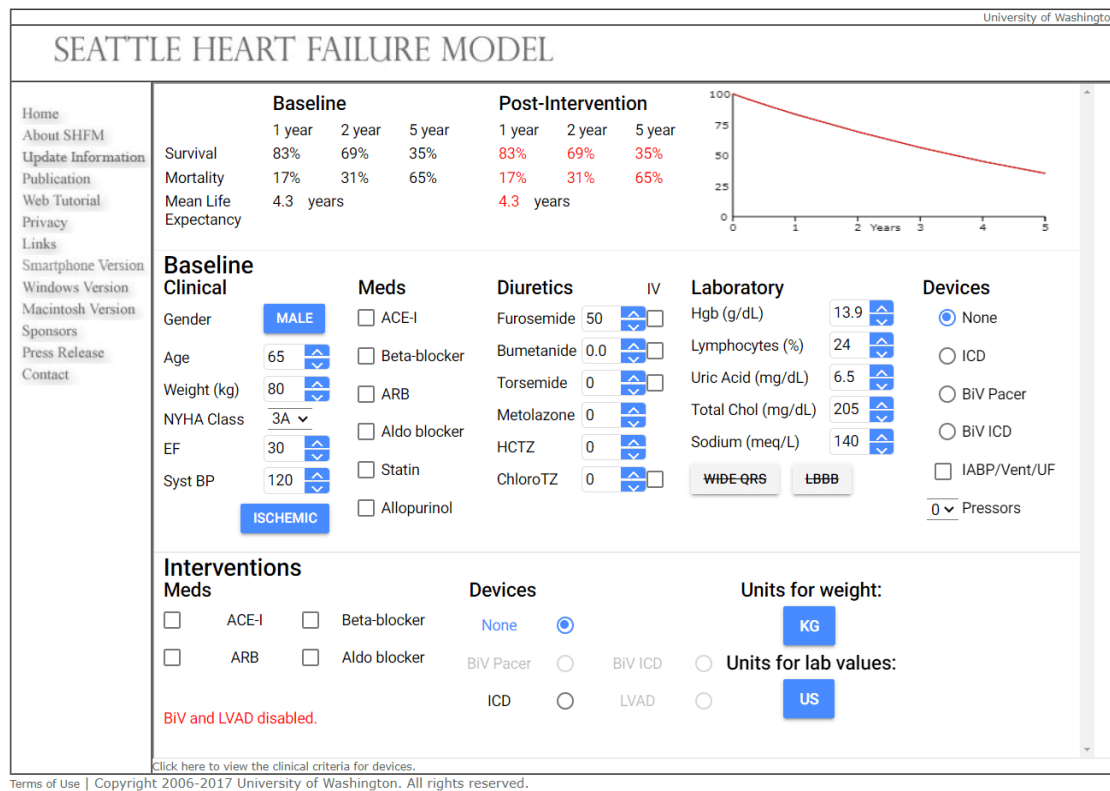 University of Washingto
SEATTLE HEART FAILURE MODEL
Home
About SHFM
Update Information
Publication
Web Tutorial
Privacy
Links
Smartphone Version
Windows Version
Macintosh Version
Sponsors
Press Release
Contact
Baseline Post-Intervention
1 year 2 year 5 year 1 year 2 year 5 year
Survival 83% 69% 35% 83% 69% 35%
Mortality 17% 31% 65% 17% 31% 65%
Mean Life Expectancy 4.3 years 4.3 years
100
75
50
25
0
0 1 2 Years 3 4 5
Baseline
Clinical
Gender MALE
Age 65
Weight (kg) 80
NYHA Class 3A
EF 30
Syst BP 120
ISCHEMIC
Meds
ACE-I
Beta-blocker
ARB
Aldo blocker
Statin
Allopurinol
Diuretics IV
Furosemide 50
Bumetanide 0.0
Torsemide 0
Metolazone 0
HCTZ 0
ChloroTZ 0
Laboratory
Hgb (g/dL) 13.9
Lymphocytes (%) 24
Uric Acid (mg/dL) 6.5
Total Chol (mg/dL) 205
Sodium (meq/L) 140
WIDE QRS LBBB
Devices
None
ICD
BiV Pacer
BiV ICD
IABP/Vent/UF
0 Pressors
Interventions
Meds
ACE-I Beta-blocker
ARB Aldo blocker
BiV and LVAD disabled.
Devices
None
BiV Pacer BiV ICD
ICD LVAD
Units for weight:
KG
Units for lab values:
US
Click here to view the clinical criteria for devices.
Terms of Use | Copyright 2006-2017 University of Washington. All rights reserved.